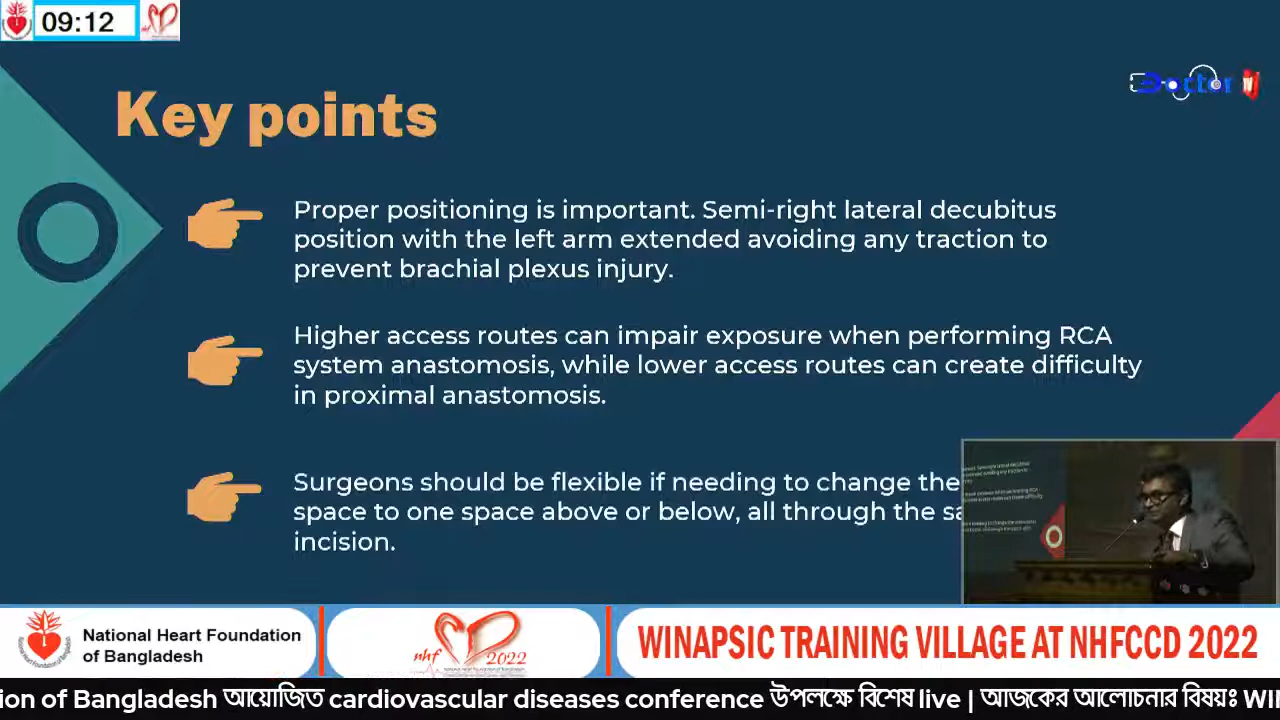 09:12
Doctor
Key points
Proper positioning is important. Semi-right lateral decubitus
position with the left arm extended avoiding any traction to
prevent brachial plexus injury.
Higher access routes can impair exposure when performing RCA
system anastomosis, while lower access routes can create difficulty
in proximal anastomosis.
Surgeons should be flexible if needing to change the
space to one space above or below, all through the sa
incision.
National Heart Foundation
of Bangladesh
nhf 2022
WINAPSIC TRAINING VILLAGE AT NHFCCD 2022
ion of Bangladesh আয়োজিত cardiovascular diseases conference উপলক্ষে বিশেষ live | আজকের আলোচনার বিষয়ঃ WI